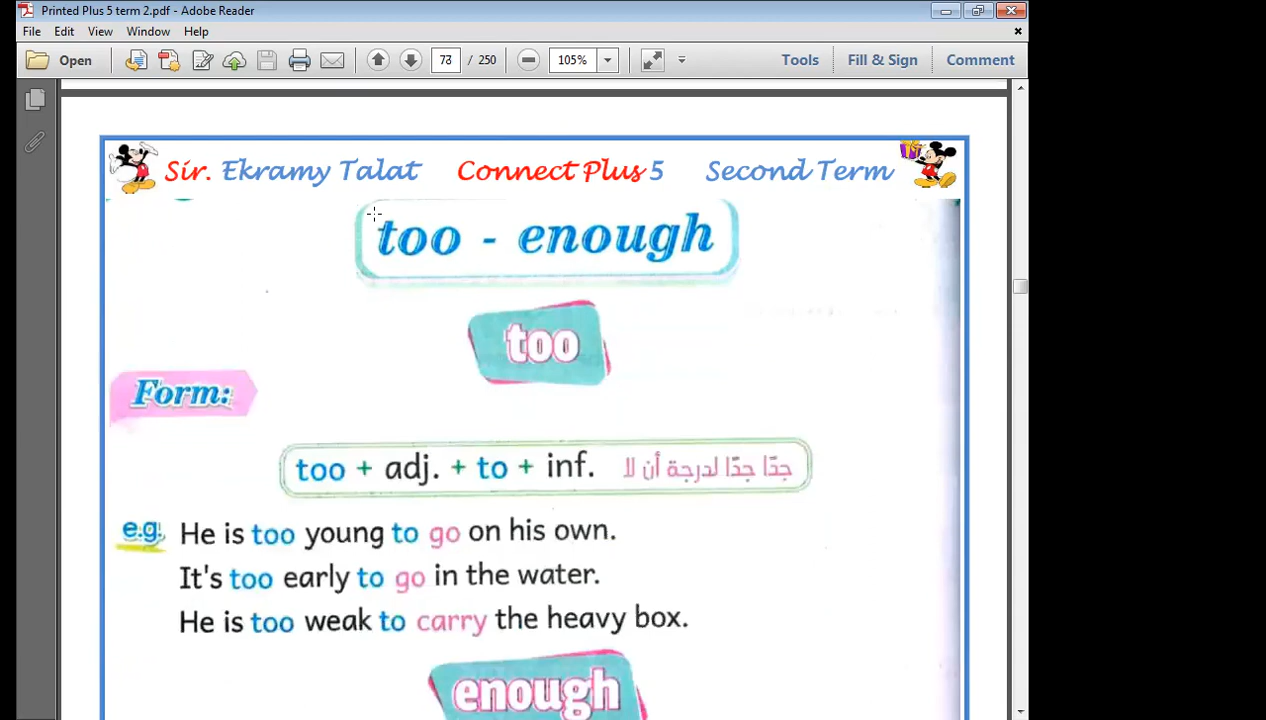 Printed Plus 5 term 2.pdf - Adobe Reader
File Edit View Window Help
Open 73 / 250 105% Tools Fill & Sign Comment
Sir. Ekramy Talat Connect Plus 5 Second Term
too - enough
too
Form:
too + adj. + to + inf. جدًا جدًا لدرجة أن لا
e.g. He is too young to go on his own.
It's too early to go in the water.
He is too weak to carry the heavy box.
enough